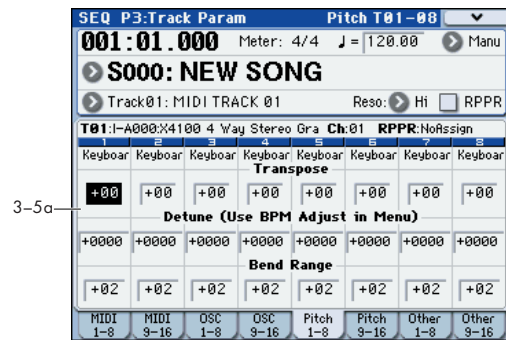 SEQ P3:Track Param Pitch T01-08
001:01.000 Meter: 4/4 ♩= 120.00 Manu
S000: NEW SONG
Track01: MIDI TRACK 01 Reso: Hi RPPR
T01:I-A000:X4100 4 Way Stereo Gra Ch:01 RPPR:NoAssign
1 2 3 4 5 6 7 8
Keyboar Keyboar Keyboar Keyboar Keyboar Keyboar Keyboar Keyboar
Transpose
3-5a +00 +00 +00 +00 +00 +00 +00 +00
Detune (Use BPM Adjust in Menu)
+0000 +0000 +0000 +0000 +0000 +0000 +0000 +0000
Bend Range
+02 +02 +02 +02 +02 +02 +02 +02
MIDI MIDI OSC OSC Pitch Pitch Other Other
1-8 9-16 1-8 9-16 1-8 9-16 1-8 9-16